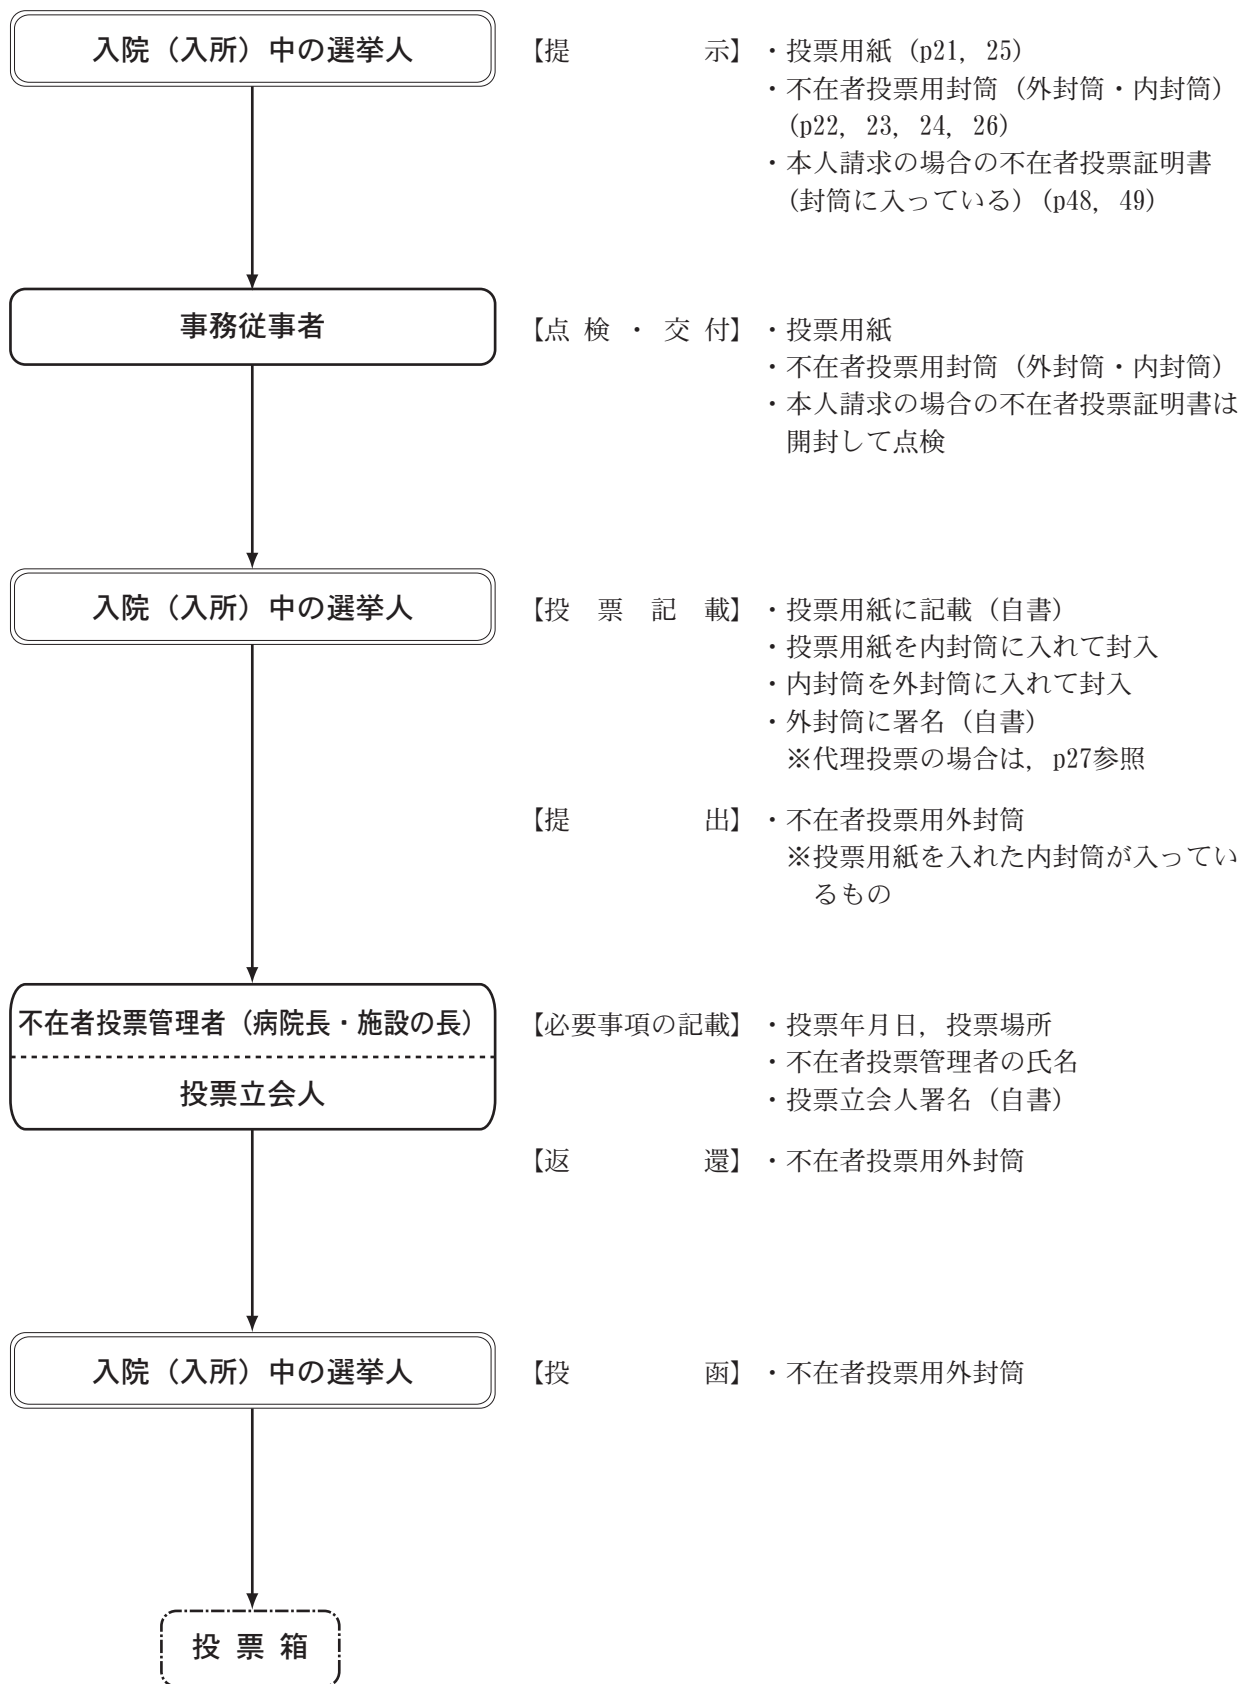 入院（入所）中の選挙人
【提　　　　示】・投票用紙（p21，25）
・不在者投票用封筒（外封筒・内封筒）
（p22，23，24，26）
・本人請求の場合の不在者投票証明書
（封筒に入っている）（p48，49）
事務従事者
【点 検 ・ 交 付】・投票用紙
・不在者投票用封筒（外封筒・内封筒）
・本人請求の場合の不在者投票証明書は
開封して点検
入院（入所）中の選挙人
【投　票　記　載】・投票用紙に記載（自書）
・投票用紙を内封筒に入れて封入
・内封筒を外封筒に入れて封入
・外封筒に署名（自書）
※代理投票の場合は，p27参照
【提　　　　出】・不在者投票用外封筒
※投票用紙を入れた内封筒が入ってい
るもの
不在者投票管理者（病院長・施設の長）
投票立会人
【必要事項の記載】・投票年月日，投票場所
・不在者投票管理者の氏名
・投票立会人署名（自書）
【返　　　　還】・不在者投票用外封筒
入院（入所）中の選挙人
【投　　　　函】・不在者投票用外封筒
投 票 箱